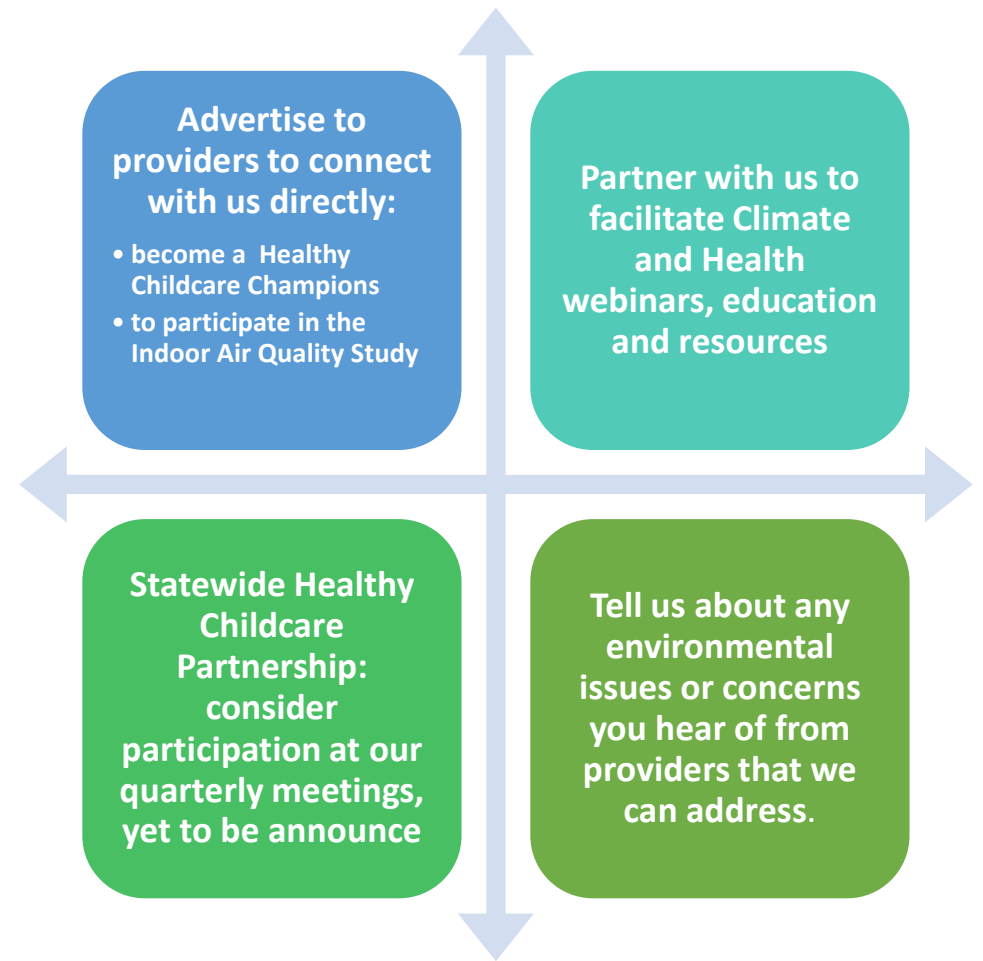 Advertise to
providers to connect
with us directly:
• become a  Healthy
Childcare Champions
• to participate in the
Indoor Air Quality Study
Partner with us to
facilitate Climate
and Health
webinars, education
and resources
Statewide Healthy
Childcare
Partnership:
consider
participation at our
quarterly meetings,
yet to be announce
Tell us about any
environmental
issues or concerns
you hear of from
providers that we
can address.